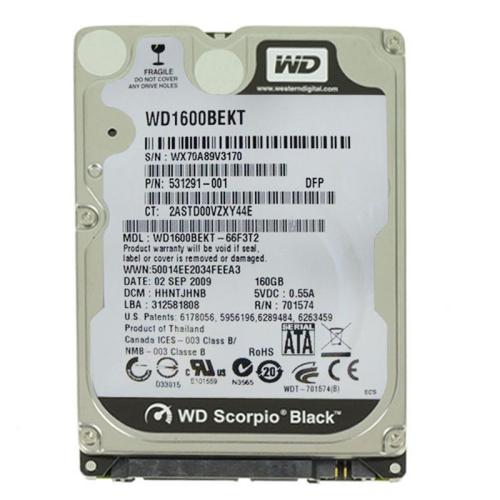 FRAGILE
DO NOT COVER
ANY DRIVE HOLES
WD
www.westerndigital.com
WD1600BEKT
S/N: WX70A89V3170
P/N: 531291-001 DFP
CT: 2ASTD00VZXY44E
MDL: WD1600BEKT-66F3T2
Product warranty will be void if seal,
label or cover is removed or damaged.
WWN:50014EE2034FEEA3
DATE: 02 SEP 2009 160GB
DCM: HHNTJHNB 5VDC: 0.55A
LBA: 312581808 R/N: 701574
U.S. Patents: 6178056, 5956196,6289484, 6263459
Product of Thailand
Canada ICES-003 Class B/
NMB-003 Classe B RoHS
SERIAL
SATA
D33015 E101559 N3565 20
WDT-701574(B) ECS
WD Scorpio® Black™